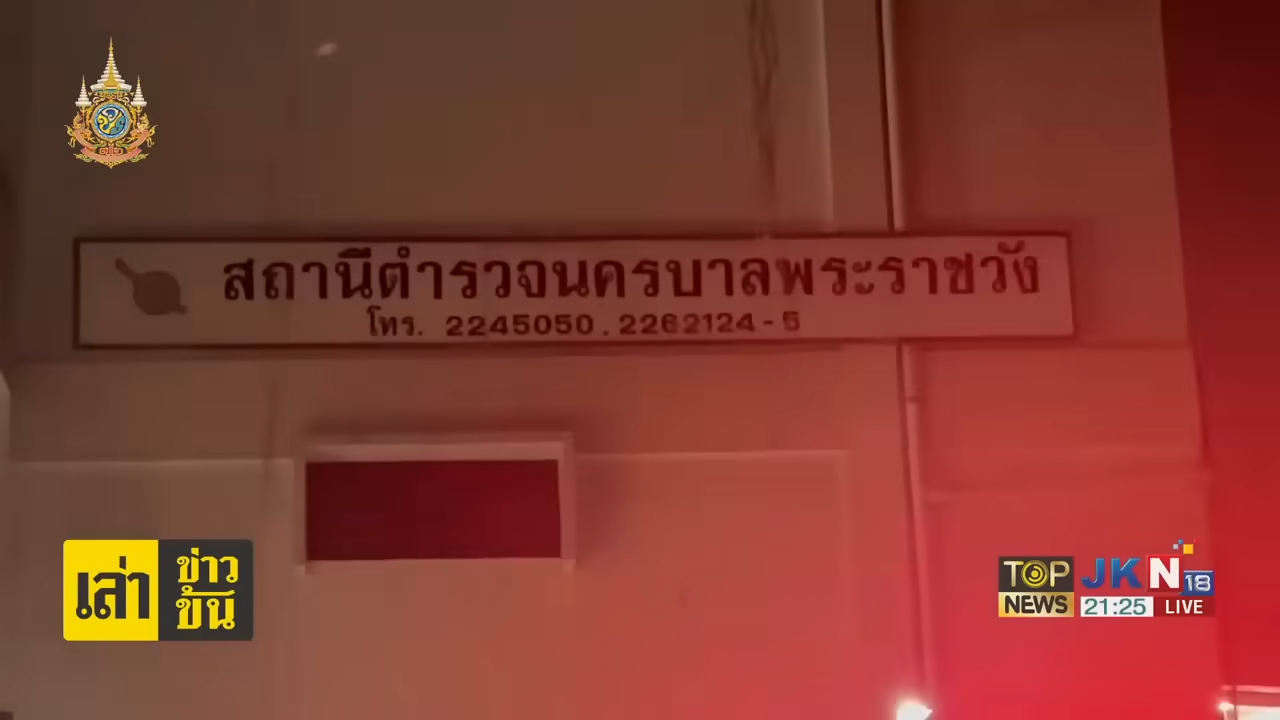 สถานีตำรวจนครบาลพระราชวัง
โทร. 2245050 . 2262124 - 5
เล่า
ข่าว
ข้น
TOP
NEWS
JKN
18
21:25
LIVE